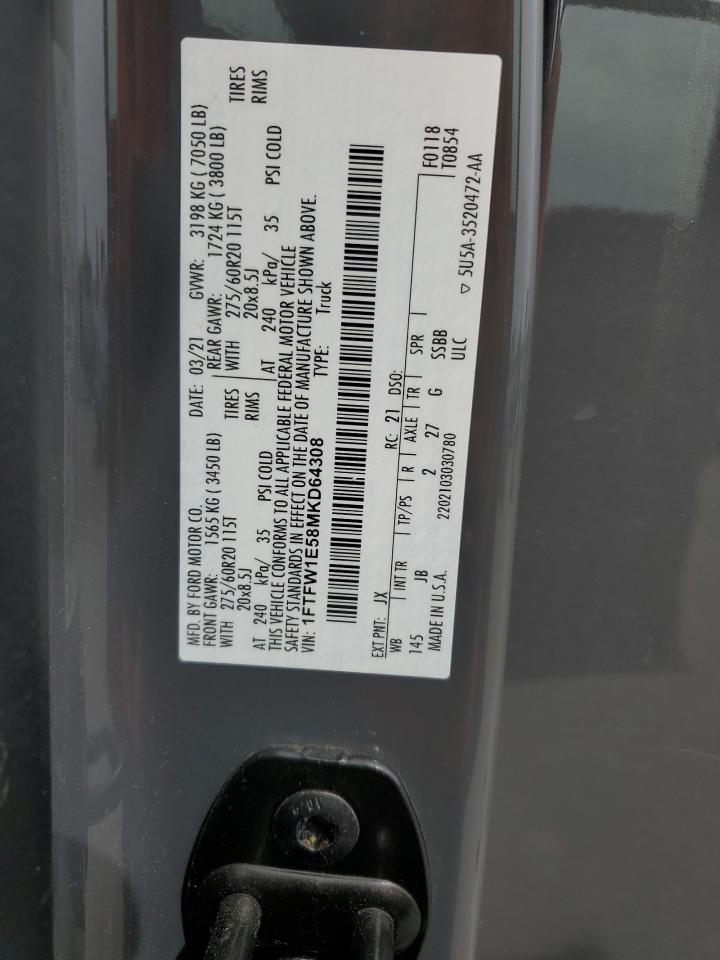 MFD. BY FORD MOTOR CO. DATE: 03/21 GVWR: 3198 KG ( 7050 LB)
FRONT GAWR: 1565 KG ( 3450 LB) REAR GAWR: 1724 KG ( 3800 LB)
WITH 275/60R20 115T TIRES WITH 275/60R20 115T TIRES
20x8.5J RIMS 20x8.5J RIMS
AT 240 kPa/ 35 PSI COLD AT 240 kPa/ 35 PSI COLD
THIS VEHICLE CONFORMS TO ALL APPLICABLE FEDERAL MOTOR VEHICLE
SAFETY STANDARDS IN EFFECT ON THE DATE OF MANUFACTURE SHOWN ABOVE.
VIN: 1FTFW1E58MKD64308 TYPE: Truck
EXT PNT: JX RC: 21 DSO: F0118
WB INT TR TP/PS R AXLE TR SPR T0854
145 JB 2 27 G SSBB
MADE IN U.S.A. 2202103030780 ULC ▽ 5U5A-3520472-AA